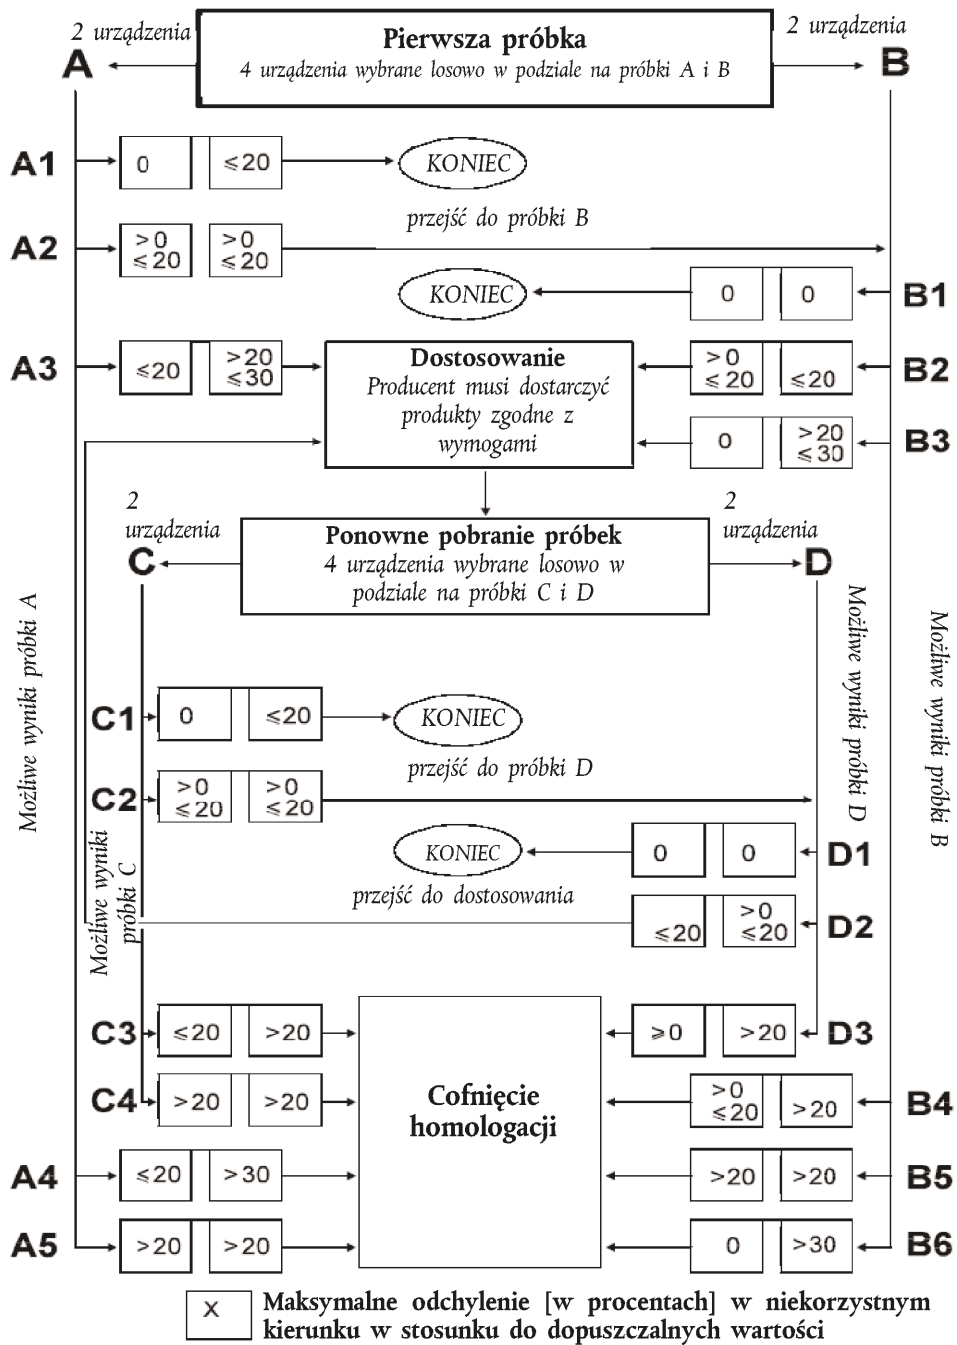 2 urządzenia
Pierwsza próbka
2 urządzenia
A
4 urządzenia wybrane losowo w podziale na próbki A i B
B
A1
0
≤20
KONIEC
przejść do próbki B
A2
>0
≤20
>0
≤20
KONIEC
0
0
B1
A3
≤20
>20
≤30
Dostosowanie
Producent musi dostarczyć
produkty zgodne z
wymogami
>0
≤20
≤20
B2
0
>20
≤30
B3
2
urządzenia
C
Ponowne pobranie próbek
4 urządzenia wybrane losowo w
podziale na próbki C i D
2
urządzenia
D
Możliwe wyniki próbki A
Możliwe wyniki próbki D
Możliwe wyniki próbki B
C1
0
≤20
KONIEC
przejść do próbki D
C2
>0
≤20
>0
≤20
Możliwe wyniki
próbki C
KONIEC
0
0
D1
przejść do dostosowania
≤20
>0
≤20
D2
C3
≤20
>20
Cofnięcie
homologacji
≥0
>20
D3
C4
>20
>20
>0
≤20
>20
B4
A4
≤20
>30
>20
>20
B5
A5
>20
>20
0
>30
B6
X
Maksymalne odchylenie [w procentach] w niekorzystnym
kierunku w stosunku do dopuszczalnych wartości